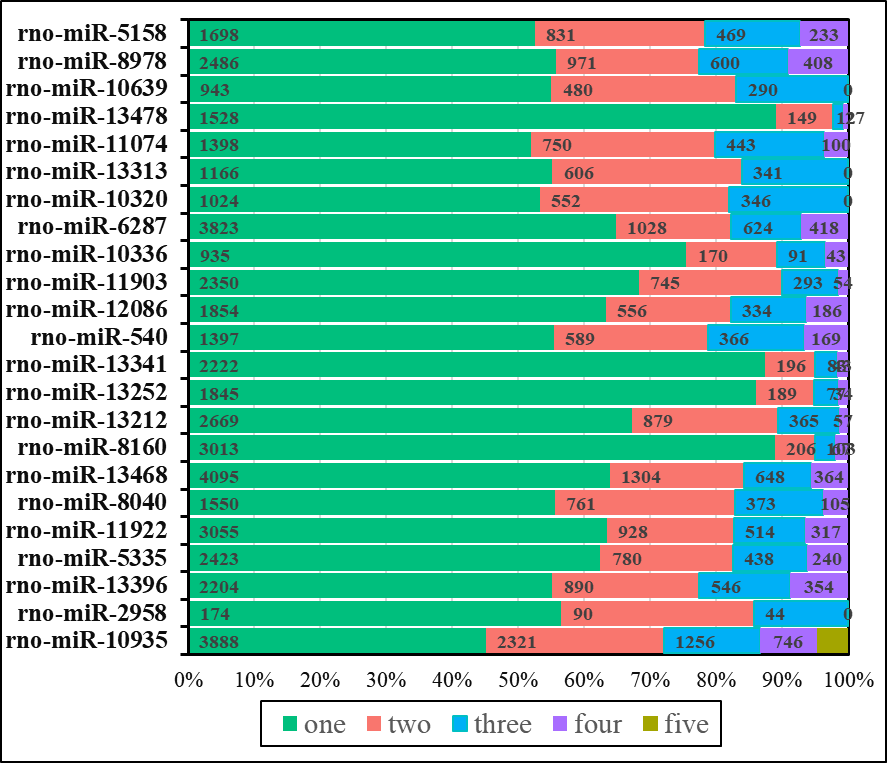 rno-miR-5158 1698 831 469 233
rno-miR-8978 2486 971 600 408
rno-miR-10639 943 480 290 0
rno-miR-13478 1528 149
rno-miR-11074 1398 750 443 100
rno-miR-13313 1166 606 341 0
rno-miR-10320 1024 552 346 0
rno-miR-6287 3823 1028 624 418
rno-miR-10336 935 170 91 43
rno-miR-11903 2350 745 293 54
rno-miR-12086 1854 556 334 186
rno-miR-540 1397 589 366 169
rno-miR-13341 2222 196
rno-miR-13252 1845 189 77 34
rno-miR-13212 2669 879 365 57
rno-miR-8160 3013 206
rno-miR-13468 4095 1304 648 364
rno-miR-8040 1550 761 373 105
rno-miR-11922 3055 928 514 317
rno-miR-5335 2423 780 438 240
rno-miR-13396 2204 890 546 354
rno-miR-2958 174 90 44 0
rno-miR-10935 3888 2321 1256 746
0% 10% 20% 30% 40% 50% 60% 70% 80% 90% 100%
one two three four five